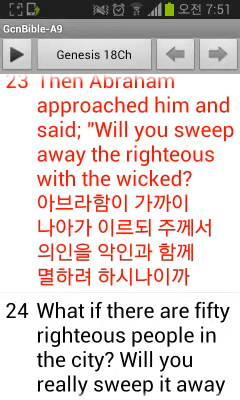 오전 7:51
GcnBible-A9
Genesis 18Ch
23 Then Abraham
approached him and
said; "Will you sweep
away the righteous
with the wicked?
아브라함이 가까이
나아가 이르되 주께서
의인을 악인과 함께
멸하려 하시나이까
24 What if there are fifty
righteous people in
the city? Will you
really sweep it away